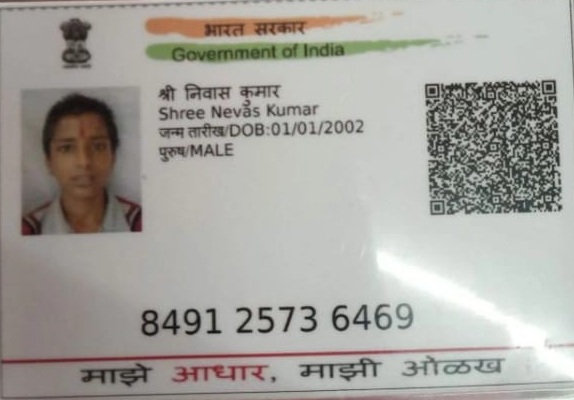 भारत सरकार
Government of India
श्री निवास कुमार
Shree Nevas Kumar
जन्म तारीख/DOB:01/01/2002
पुरुष/MALE
8491 2573 6469
माझे आधार, माझी ओळख